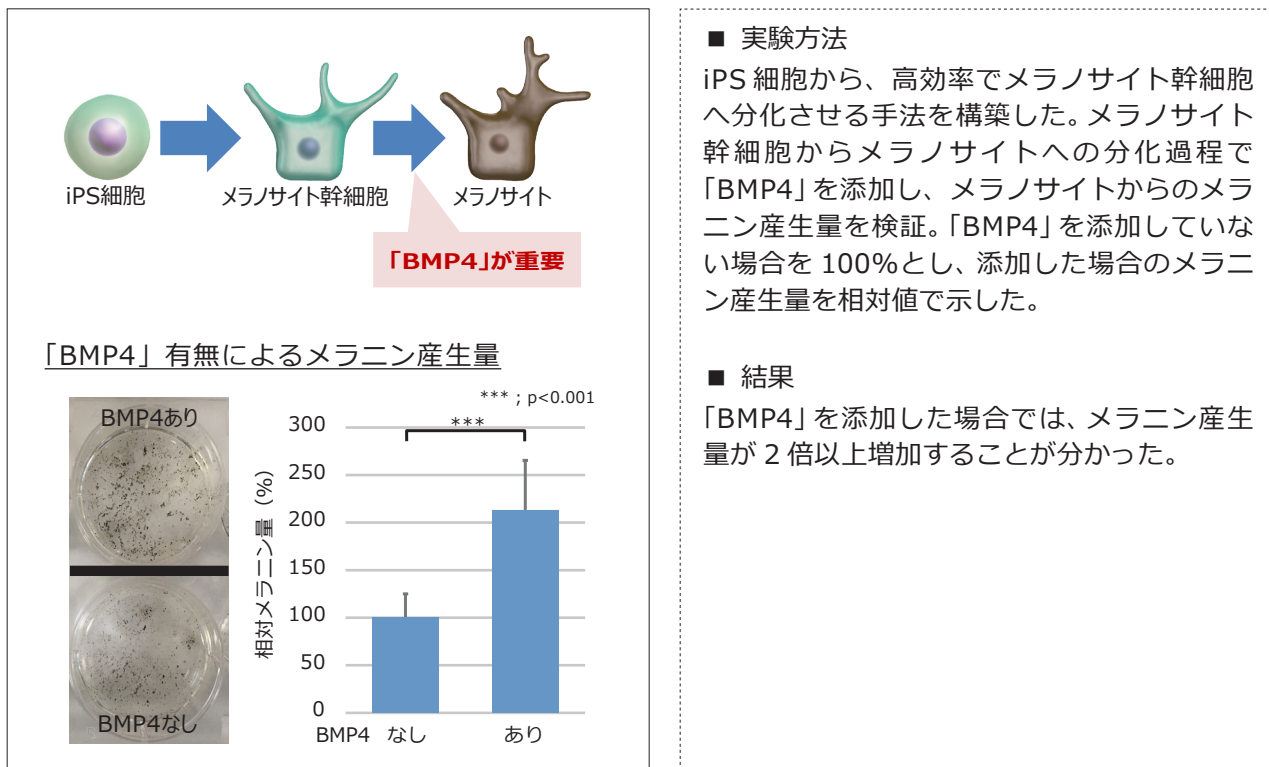 iPS細胞
メラノサイト幹細胞
メラノサイト
「BMP4」が重要
「BMP4」有無によるメラニン産生量
BMP4あり
BMP4なし
*** ; p<0.001
***
相対メラニン量（%）
300
250
200
150
100
50
0
BMP4 なし あり
■ 実験方法
iPS 細胞から、高効率でメラノサイト幹細胞
へ分化させる手法を構築した。メラノサイト
幹細胞からメラノサイトへの分化過程で
「BMP4」を添加し、メラノサイトからのメラ
ニン産生量を検証。「BMP4」を添加していな
い場合を 100%とし、添加した場合のメラニ
ン産生量を相対値で示した。
■ 結果
「BMP4」を添加した場合では、メラニン産生
量が 2 倍以上増加することが分かった。